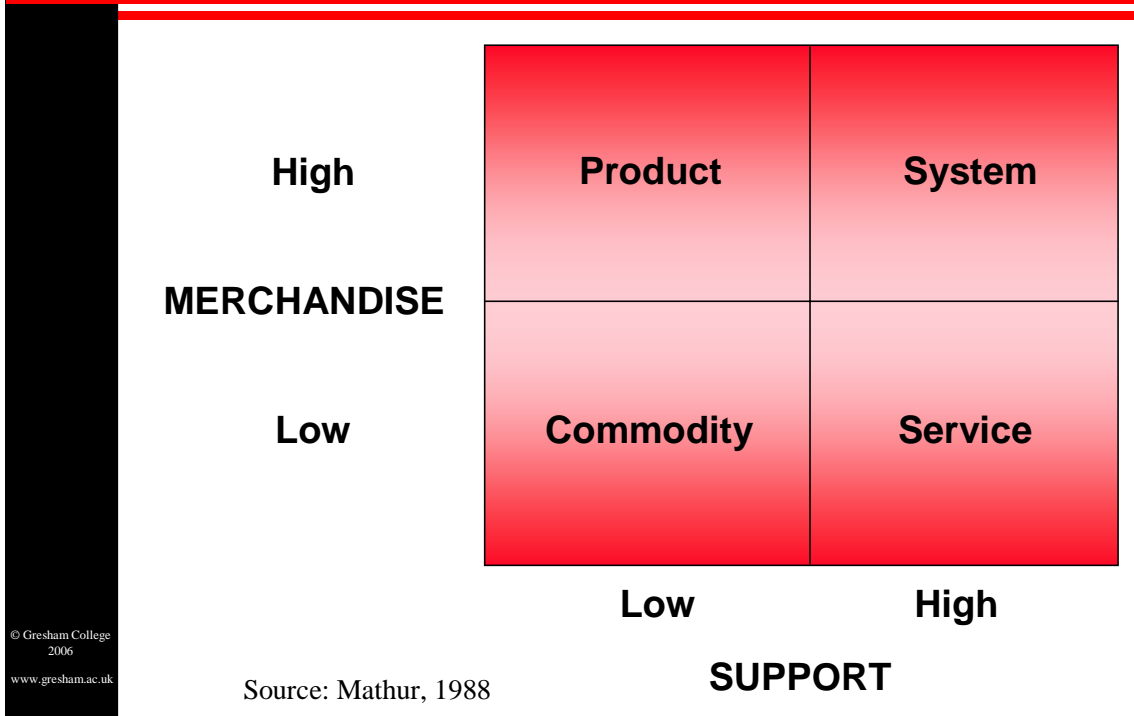 High
Product
System
MERCHANDISE
Low
Commodity
Service
Low
High
SUPPORT
Source: Mathur, 1988
© Gresham College
2006
www.gresham.ac.uk